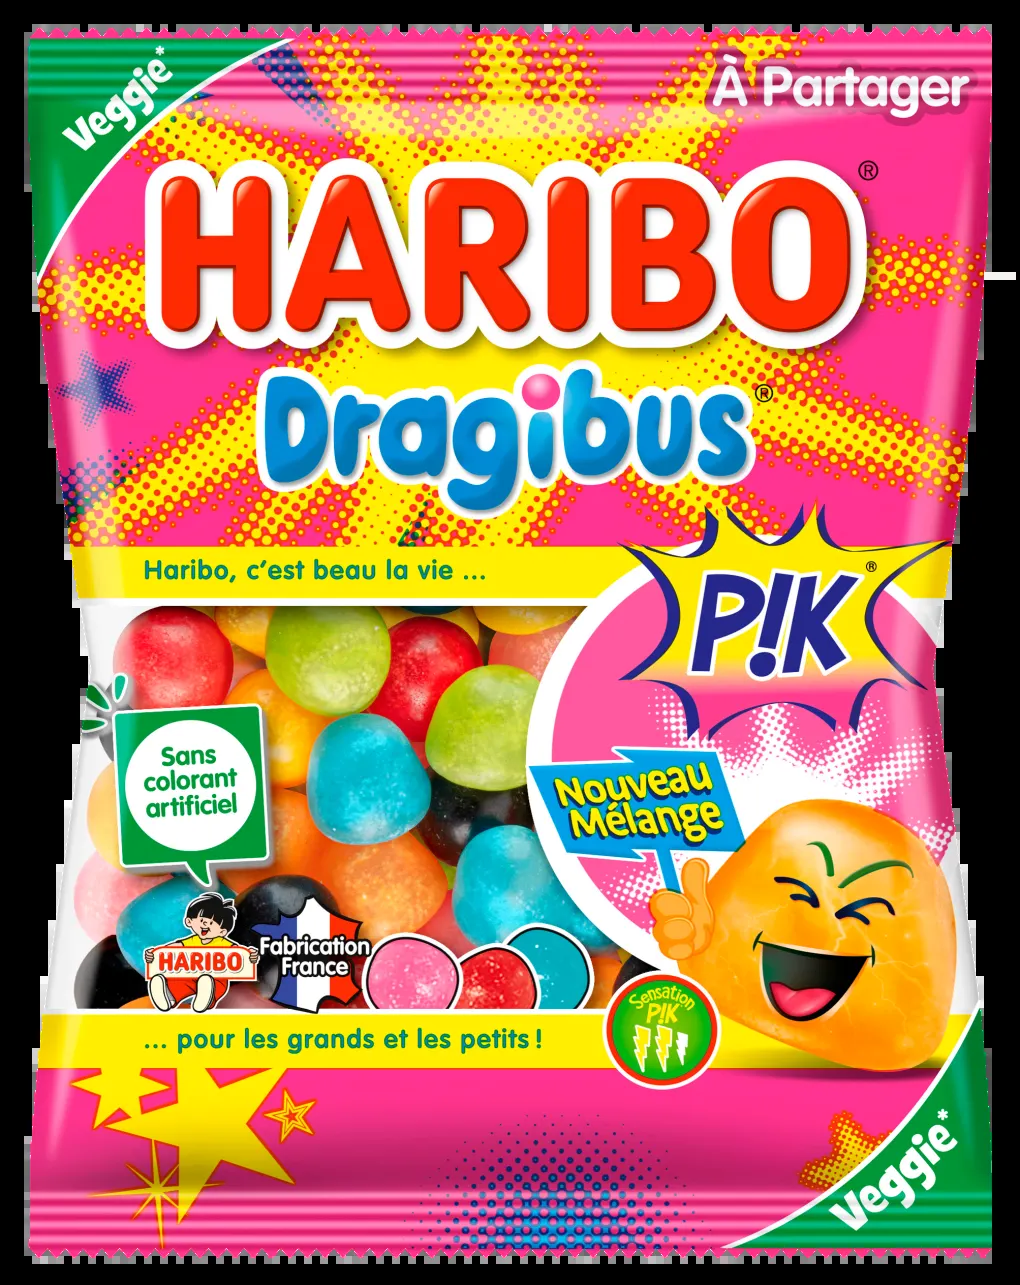 Veggie*
À Partager
HARIBO®
Dragibus®
Haribo, c'est beau la vie ...
P!K®
Sans
colorant
artificiel
Nouveau
Mélange
HARIBO
Fabrication
France
Sensation
P!K
... pour les grands et les petits !
Veggie*